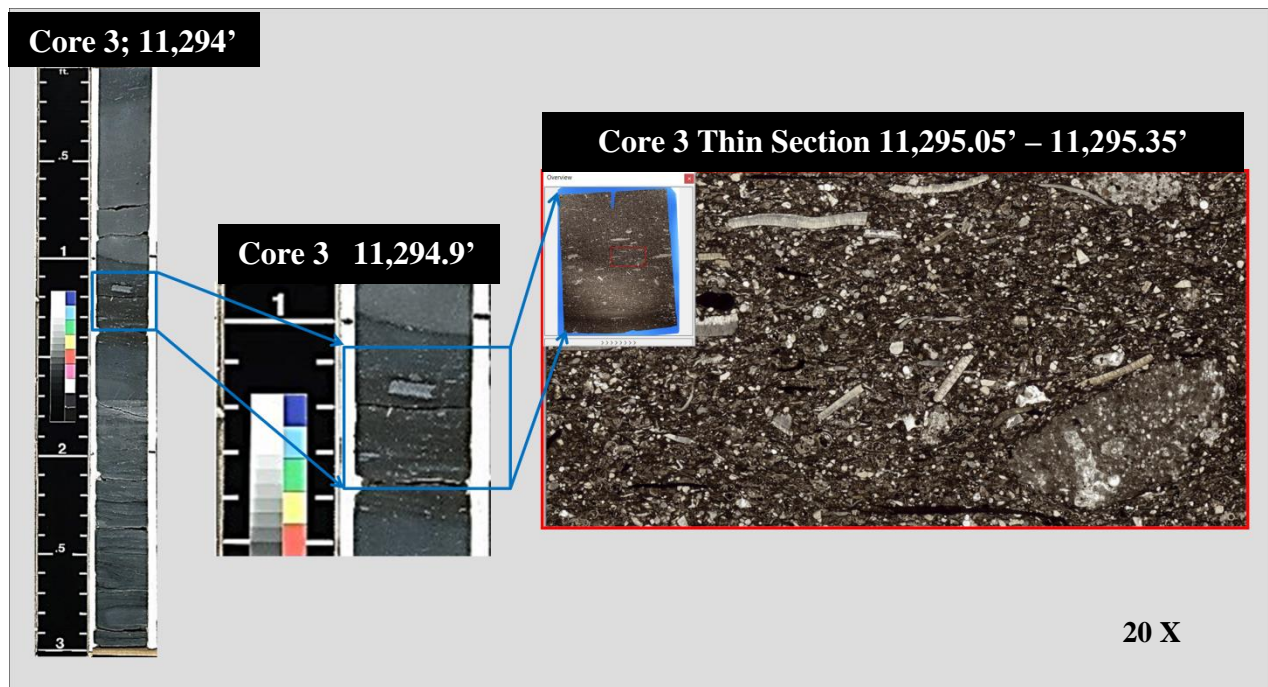 Core 3; 11,294’
ft.
.5
1
2
.5
3
Core 3 11,294.9’
1
Core 3 Thin Section 11,295.05’ – 11,295.35’
Overview
20 X